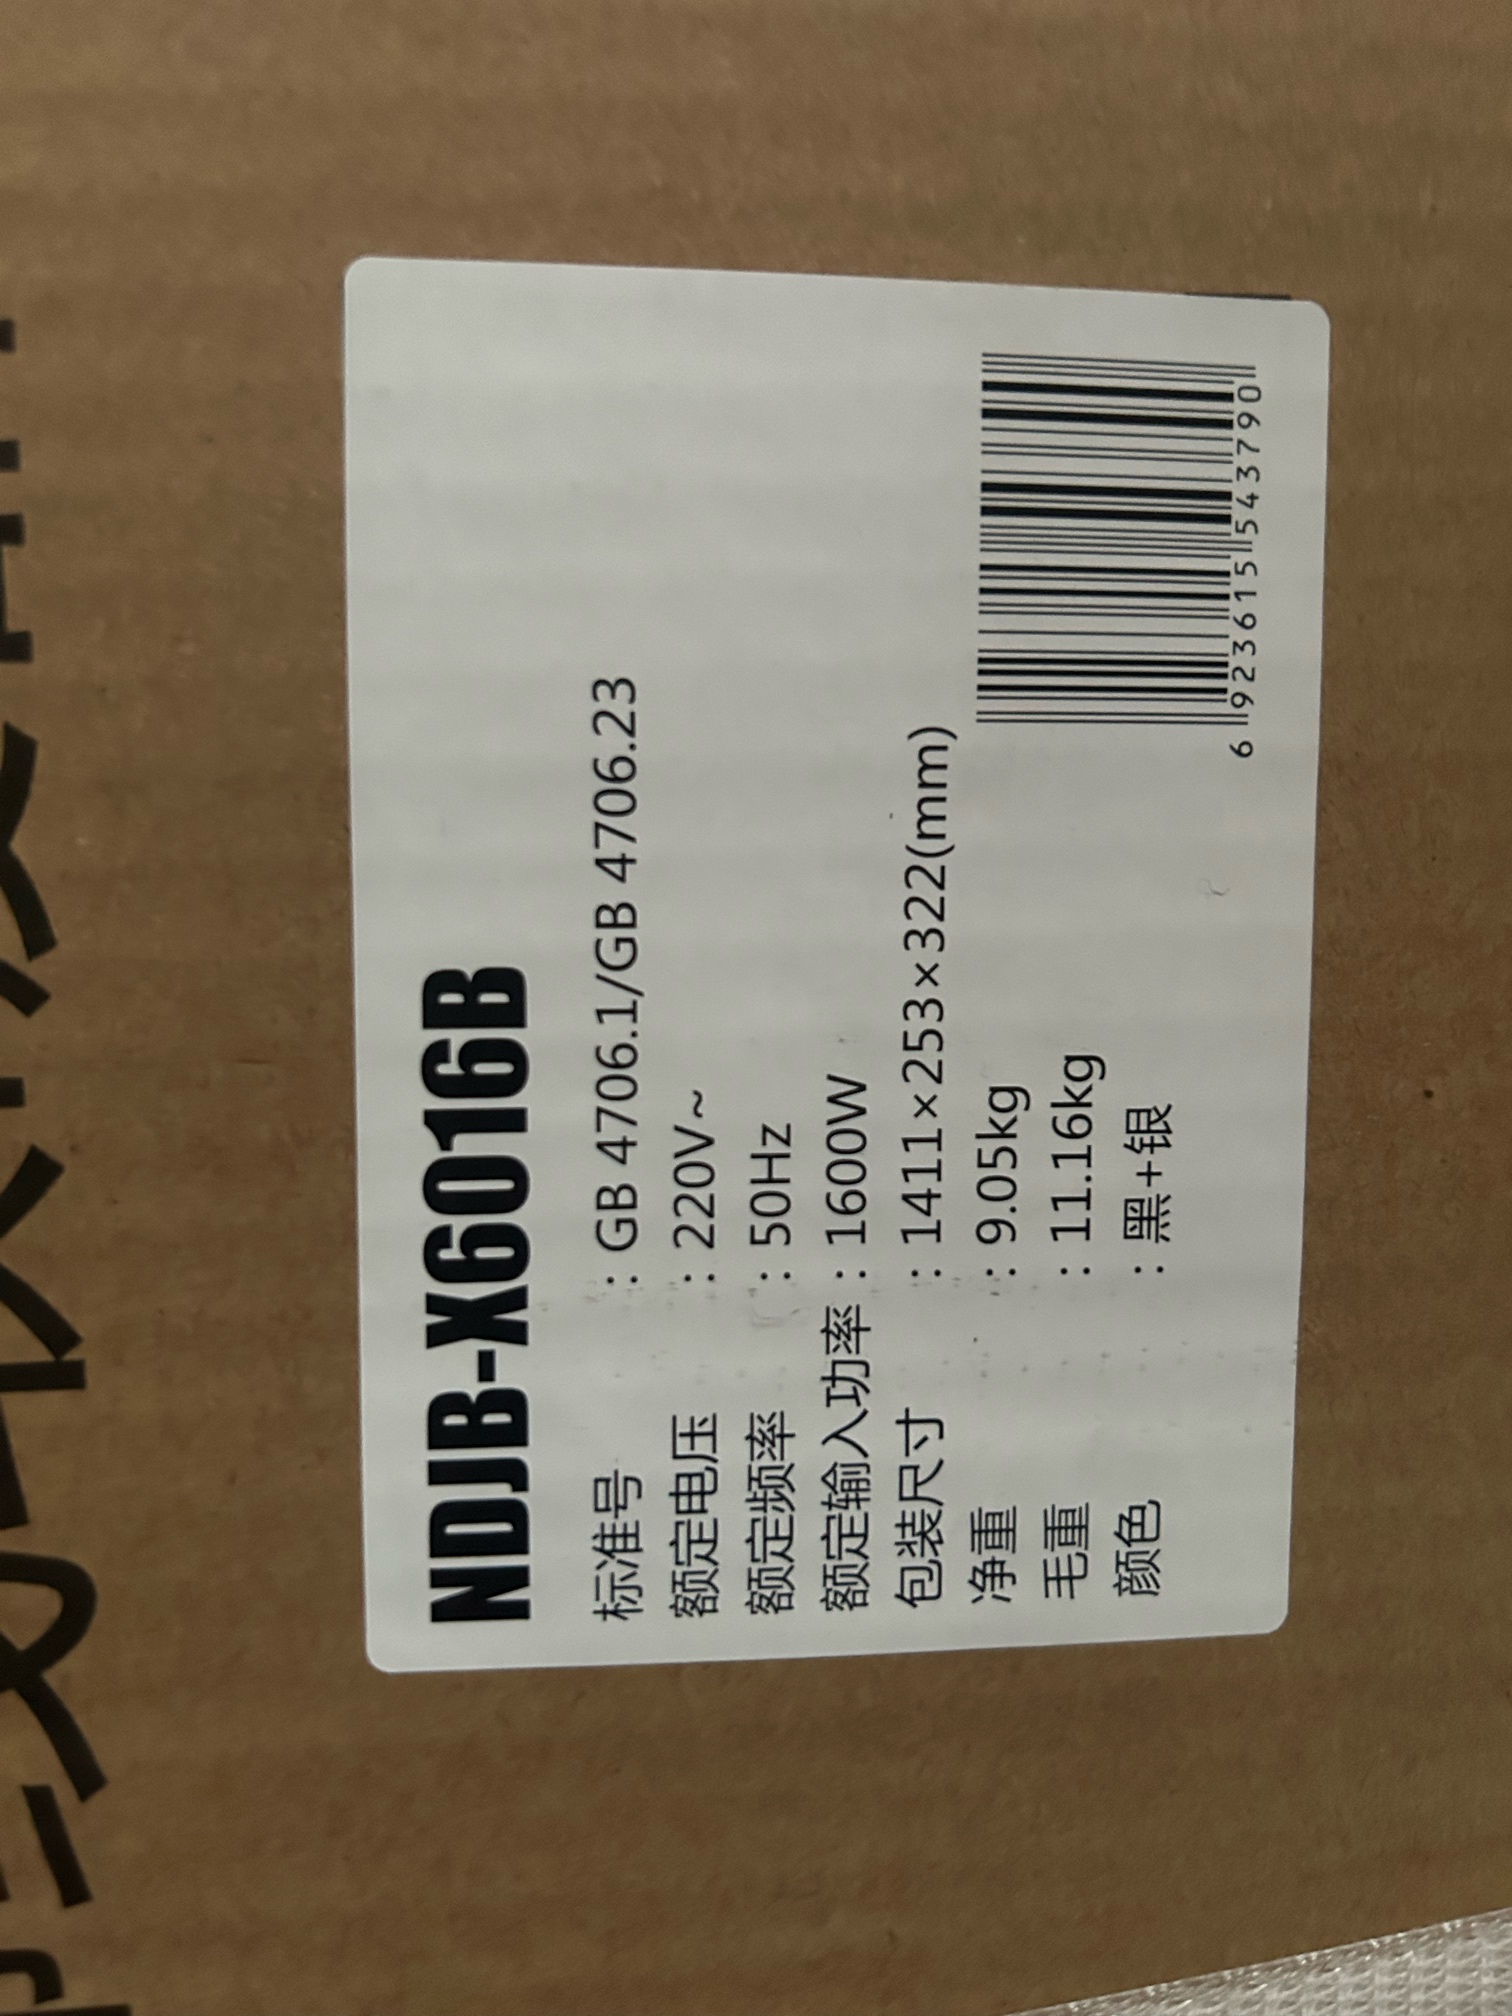 NDJB-X6016B
标准号 : GB 4706.1/GB 4706.23
额定电压 : 220V~
额定频率 : 50Hz
额定输入功率 : 1600W
包装尺寸 : 1411×253×322(mm)
净重 : 9.05kg
毛重 : 11.16kg
颜色 : 黑+银
6 923615 543790